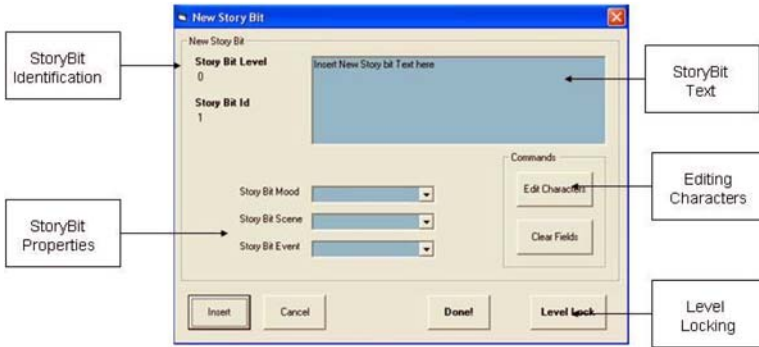 New Story Bit
New Story Bit
StoryBit
Identification
Story Bit Level
0
Story Bit Id
1
Insert New Story bit Text here
StoryBit
Text
Commands
Edit Characters
Editing
Characters
Clear Fields
StoryBit
Properties
Story Bit Mood
Story Bit Scene
Story Bit Event
Insert
Cancel
Done!
Level Lock
Level
Locking